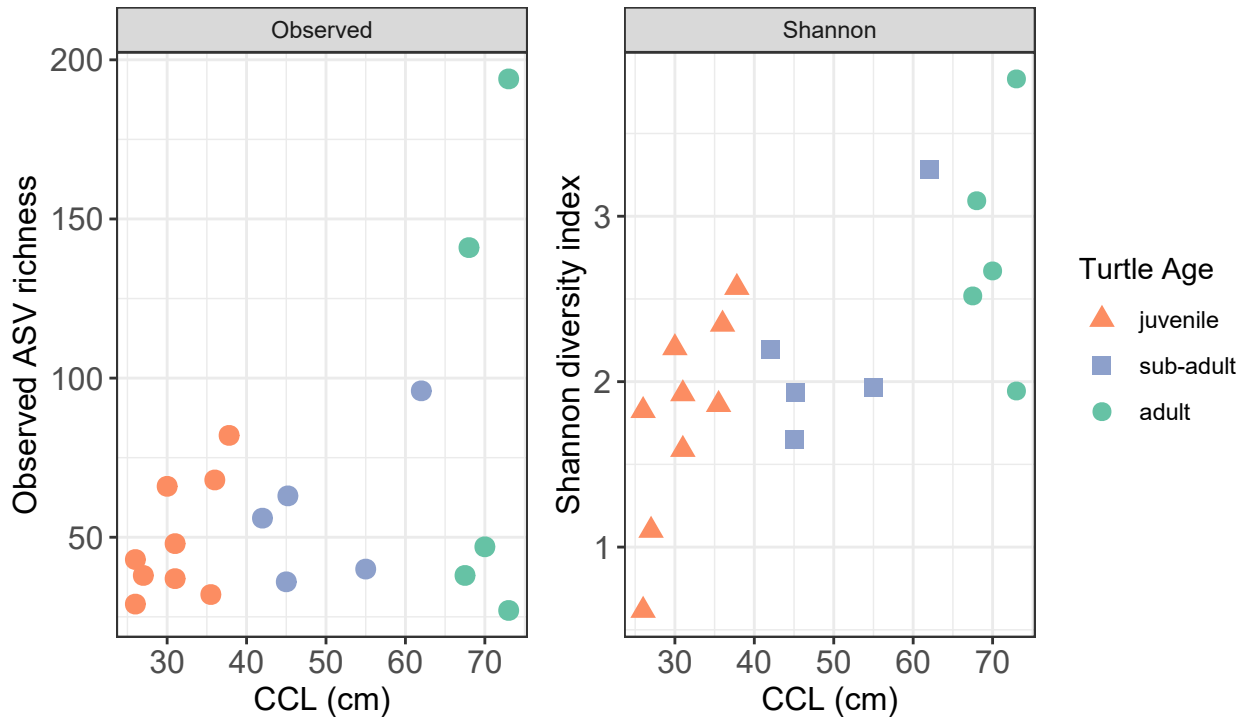 Observed
Observed ASV richness
200
150
100
50
30 40 50 60 70
CCL (cm)
Shannon
Shannon diversity index
3
2
1
30 40 50 60 70
CCL (cm)
Turtle Age
juvenile
sub-adult
adult